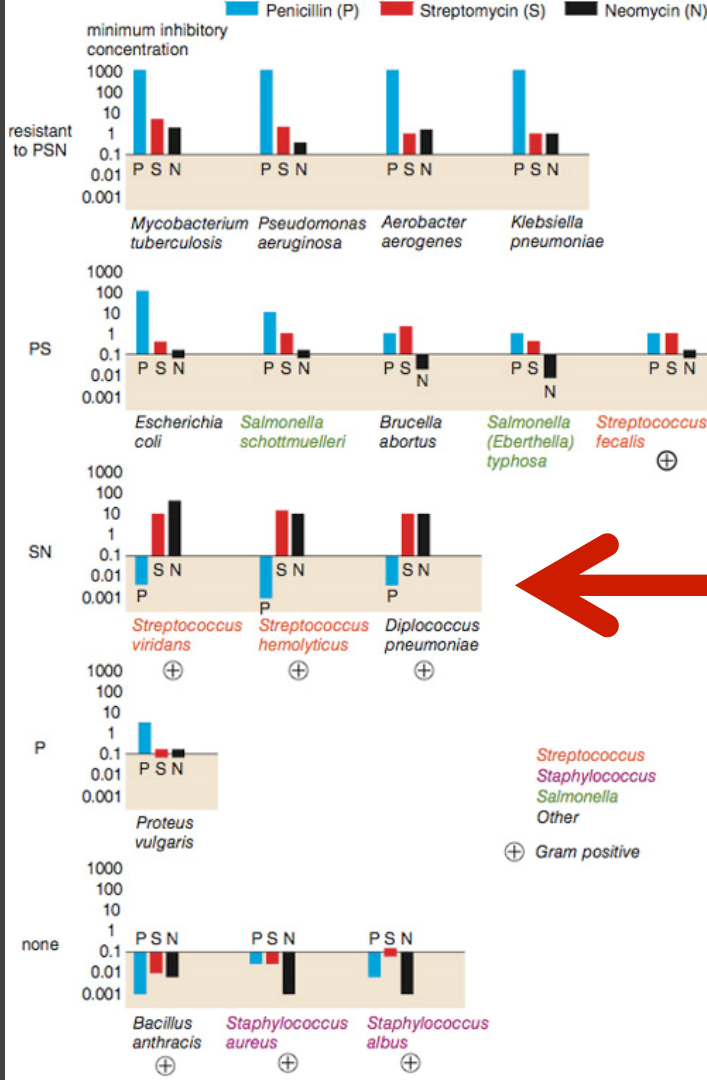 Penicillin (P) Streptomycin (S) Neomycin (N)
minimum inhibitory
concentration
1000
100
10
1
0.1
0.01
0.001
resistant
to PSN
P S N P S N P S N P S N
Mycobacterium Pseudomonas Aerobacter Klebsiella
tuberculosis aeruginosa aerogenes pneumoniae
1000
100
10
1
0.1
0.01
0.001
PS
P S N P S N P S N P S N P S N
Escherichia Salmonella Brucella Salmonella Streptococcus
coli schottmuelleri abortus (Eberthella) fecalis
typhosa
1000
100
10
1
0.1
0.01
0.001
SN
S N S N S N
P P P
Streptococcus Streptococcus Diplococcus
viridans hemolyticus pneumoniae
1000
100
10
1
0.1
0.01
0.001
P
P S N
Proteus
vulgaris
Streptococcus
Staphylococcus
Salmonella
Other
Gram positive
1000
100
10
1
0.1
0.01
0.001
none
P S N P S N P S N
Bacillus Staphylococcus Staphylococcus
anthracis aureus albus